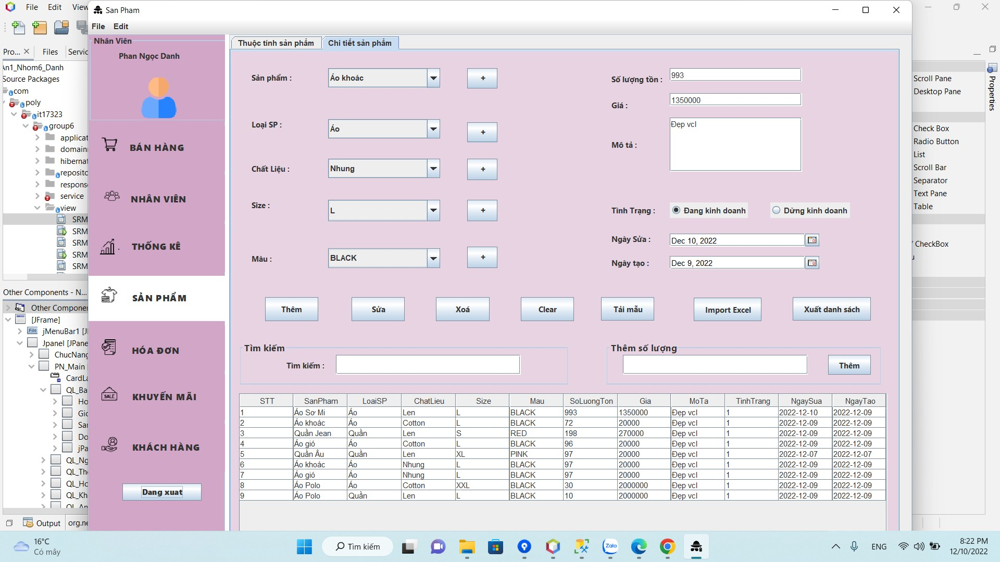 File Edit View
San Pham
File Edit
Nhân Viên
Phan Ngọc Danh
BÁN HÀNG
NHÂN VIÊN
THỐNG KÊ
SẢN PHẨM
HÓA ĐƠN
KHUYẾN MÃI
KHÁCH HÀNG
Dang xuat
Thuộc tính sản phẩm
Chi tiết sản phẩm
Sản phẩm : Áo khoác +
Loại SP : Áo +
Chất Liệu : Nhung +
Size : L +
Màu : BLACK +
Số lượng tồn : 993
Giá : 1350000
Mô tả : Đẹp vcl
Tình Trạng : Đang kinh doanh Dừng kinh doanh
Ngày Sửa : Dec 10, 2022
Ngày tạo : Dec 9, 2022
Thêm Sửa Xoá Clear Tải mẫu Import Excel Xuất danh sách
Tìm kiếm
Tìm kiếm :
Thêm số lượng
Thêm
STT SanPham LoaiSP ChatLieu Size Mau SoLuongTon Gia MoTa TinhTrang NgaySua NgayTao
1 Áo Sơ Mi Áo Len L BLACK 993 1350000 Đẹp vcl 1 2022-12-10 2022-12-09
2 Áo khoác Áo Cotton L BLACK 72 20000 Đẹp vcl 1 2022-12-09 2022-12-09
3 Quần Jean Quần Len S RED 198 270000 Đẹp vcl 1 2022-12-09 2022-12-09
4 Áo gió Áo Cotton L BLACK 96 20000 Đẹp vcl 1 2022-12-09 2022-12-09
5 Quần Âu Quần Len XL PINK 97 20000 Đẹp vcl 1 2022-12-07 2022-12-07
6 Áo khoác Áo Nhung L BLACK 97 20000 Đẹp vcl 1 2022-12-09 2022-12-09
7 Áo gió Áo Nhung L BLACK 97 20000 Đẹp vcl 1 2022-12-09 2022-12-09
8 Áo Polo Áo Cotton XXL BLACK 30 2000000 Đẹp vcl 1 2022-12-09 2022-12-09
9 Áo Polo Quần Len L BLACK 10 2000000 Đẹp vcl 1 2022-12-09 2022-12-09
Pro... Files Servic
An1_Nhom6_Danh
Source Packages
com
poly
it17323
group6
applicat
domain
hibernat
reposito
response
service
view
SRM
SRM
SRM
SRM
SRM
Other Components - N...
Other Componen
[JFrame]
File jMenuBar1 [J
Jpanel [JPane
ChucNang
PN_Main
CardLa
QL_Ba
Ho
Gio
Sar
Do
jPa
QL_Ng
QL_Th
QL_Ho
QL_Kh
QL_An
Output org.ne
Scroll Pane
Desktop Pane
Check Box
Radio Button
List
Scroll Bar
Separator
Text Pane
Table
CheckBox
Properties
16°C
Có mây
Tìm kiếm
Zalo
ENG
8:22 PM
12/10/2022
SALE